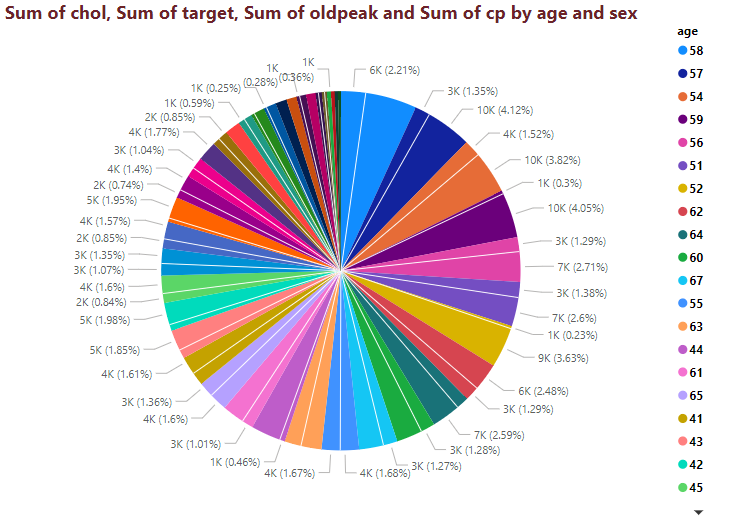 Sum of chol, Sum of target, Sum of oldpeak and Sum of cp by age and sex
age
58
57
54
59
56
51
52
62
64
60
67
55
63
44
61
65
41
43
42
45
6K (2.21%)
3K (1.35%)
10K (4.12%)
4K (1.52%)
10K (3.82%)
1K (0.3%)
10K (4.05%)
3K (1.29%)
7K (2.71%)
3K (1.38%)
7K (2.6%)
1K (0.23%)
9K (3.63%)
6K (2.48%)
3K (1.29%)
7K (2.59%)
3K (1.28%)
3K (1.27%)
4K (1.68%)
4K (1.67%)
1K (0.46%)
3K (1.01%)
4K (1.6%)
3K (1.36%)
4K (1.61%)
5K (1.85%)
5K (1.98%)
2K (0.84%)
4K (1.6%)
3K (1.07%)
3K (1.35%)
2K (0.85%)
4K (1.57%)
5K (1.95%)
2K (0.74%)
4K (1.4%)
3K (1.04%)
4K (1.77%)
2K (0.85%)
1K (0.59%)
1K (0.25%)
(0.28%)
1K
(0.36%)
1K